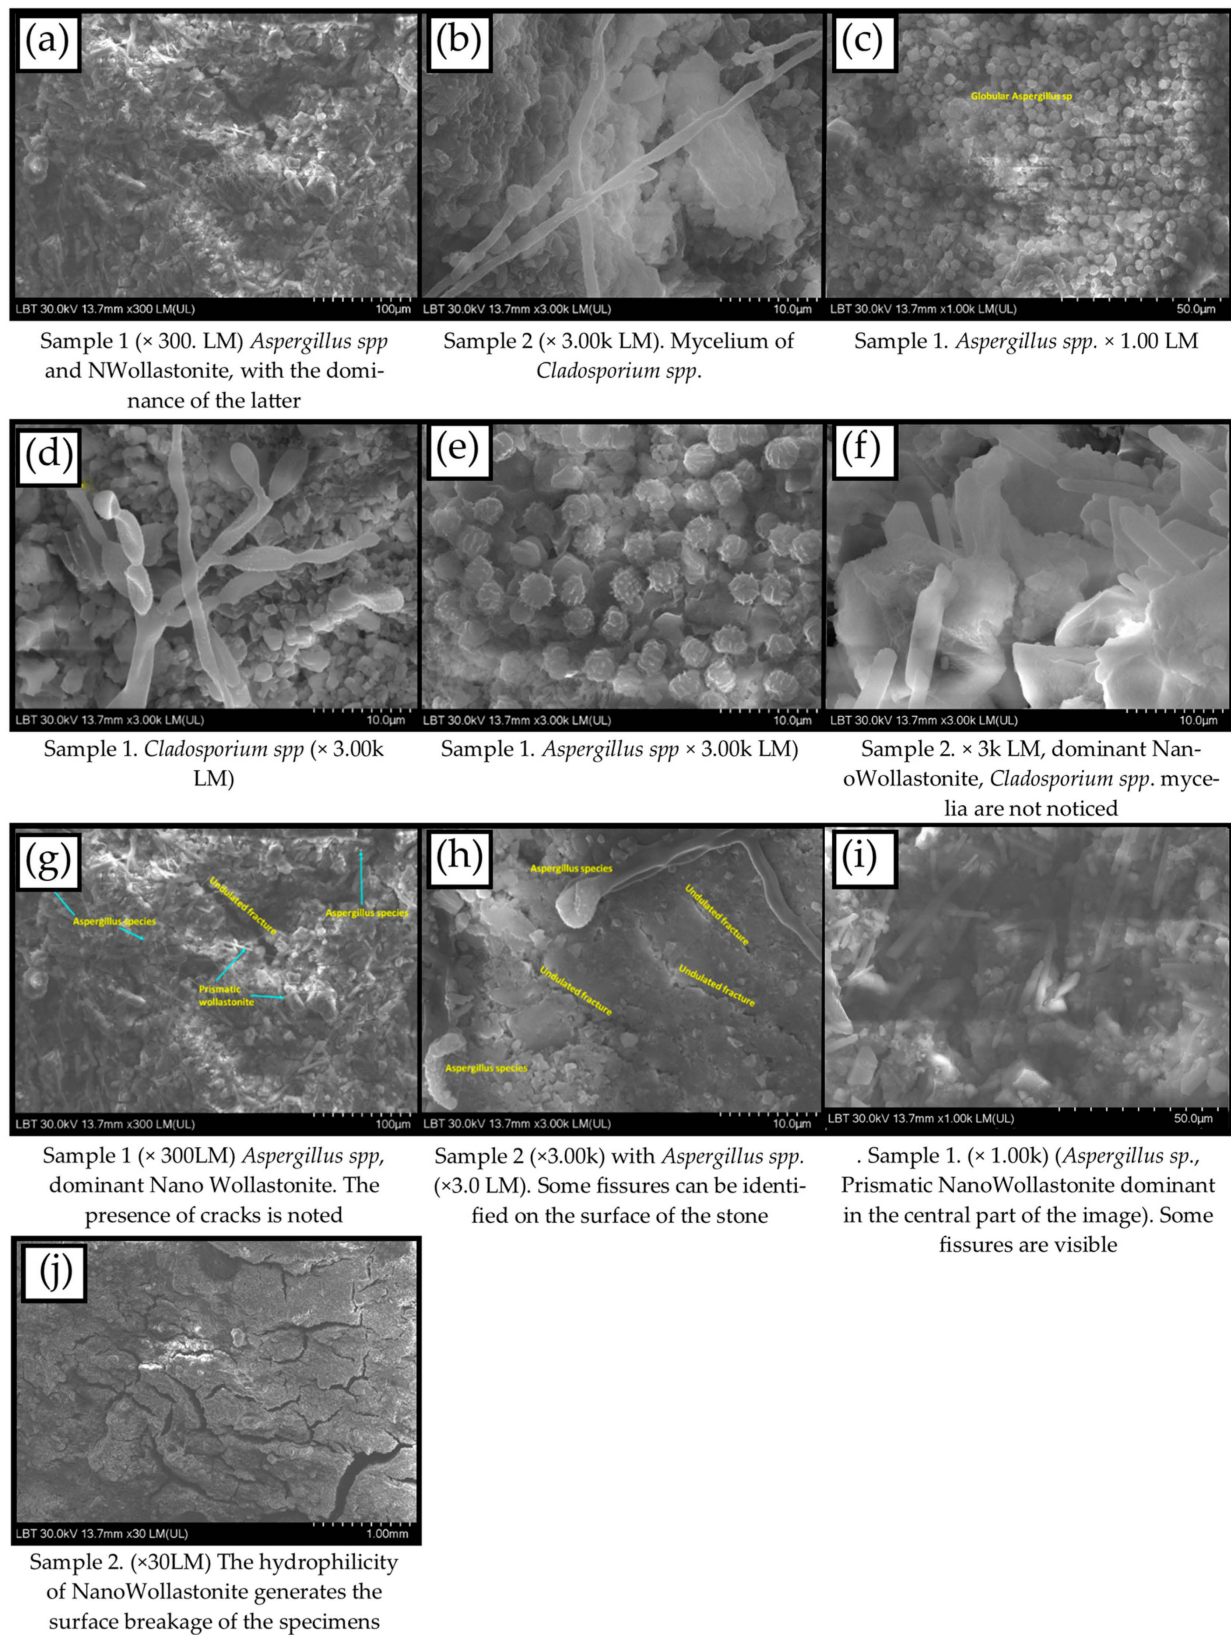 (a)
LBT 30.0kV 13.7mm x300 LM(UL) 100μm
(b)
LBT 30.0kV 13.7mm x3.00k LM(UL) 10.0μm
(c)
Globular Aspergillus sp
LBT 30.0kV 13.7mm x1.00k LM(UL) 50.0μm
Sample 1 (× 300. LM) Aspergillus spp
and NWollastonite, with the domi-
nance of the latter
Sample 2 (× 3.00k LM). Mycelium of
Cladosporium spp.
Sample 1. Aspergillus spp. × 1.00 LM
(d)
LBT 30.0kV 13.7mm x3.00k LM(UL) 10.0μm
(e)
LBT 30.0kV 13.7mm x3.00k LM(UL) 10.0μm
(f)
LBT 30.0kV 13.7mm x3.00k LM(UL) 10.0μm
Sample 1. Cladosporium spp (× 3.00k
LM)
Sample 1. Aspergillus spp × 3.00k LM)
Sample 2. × 3k LM, dominant Nan-
oWollastonite, Cladosporium spp. myce-
lia are not noticed
(g)
Undulated fracture
Aspergillus species
Aspergillus species
Prismatic
wollastonite
LBT 30.0kV 13.7mm x300 LM(UL) 100μm
(h)
Aspergillus species
Undulated fracture
Undulated fracture
Undulated fracture
Aspergillus species
LBT 30.0kV 13.7mm x3.00k LM(UL) 10.0μm
(i)
LBT 30.0kV 13.7mm x1.00k LM(UL) 50.0μm
Sample 1 (× 300LM) Aspergillus spp,
dominant Nano Wollastonite. The
presence of cracks is noted
Sample 2 (×3.00k) with Aspergillus spp.
(×3.0 LM). Some fissures can be identi-
fied on the surface of the stone
. Sample 1. (× 1.00k) (Aspergillus sp.,
Prismatic NanoWollastonite dominant
in the central part of the image). Some
fissures are visible
(j)
LBT 30.0kV 13.7mm x30 LM(UL) 1.00mm
Sample 2. (×30LM) The hydrophilicity
of NanoWollastonite generates the
surface breakage of the specimens